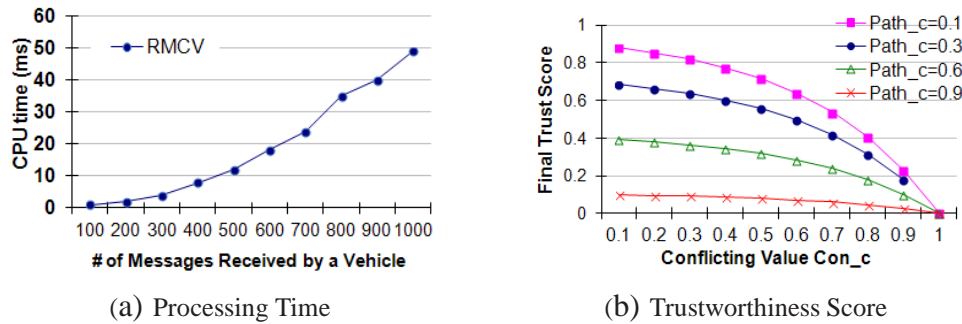 60
50
40
30
20
10
0
CPU time (ms)
RMCV
100 200 300 400 500 600 700 800 900 1000
# of Messages Received by a Vehicle
(a) Processing Time
1
0.8
0.6
0.4
0.2
0
Final Trust Score
Path_c=0.1
Path_c=0.3
Path_c=0.6
Path_c=0.9
0.1 0.2 0.3 0.4 0.5 0.6 0.7 0.8 0.9 1
Conflicting Value Con_c
(b) Trustworthiness Score